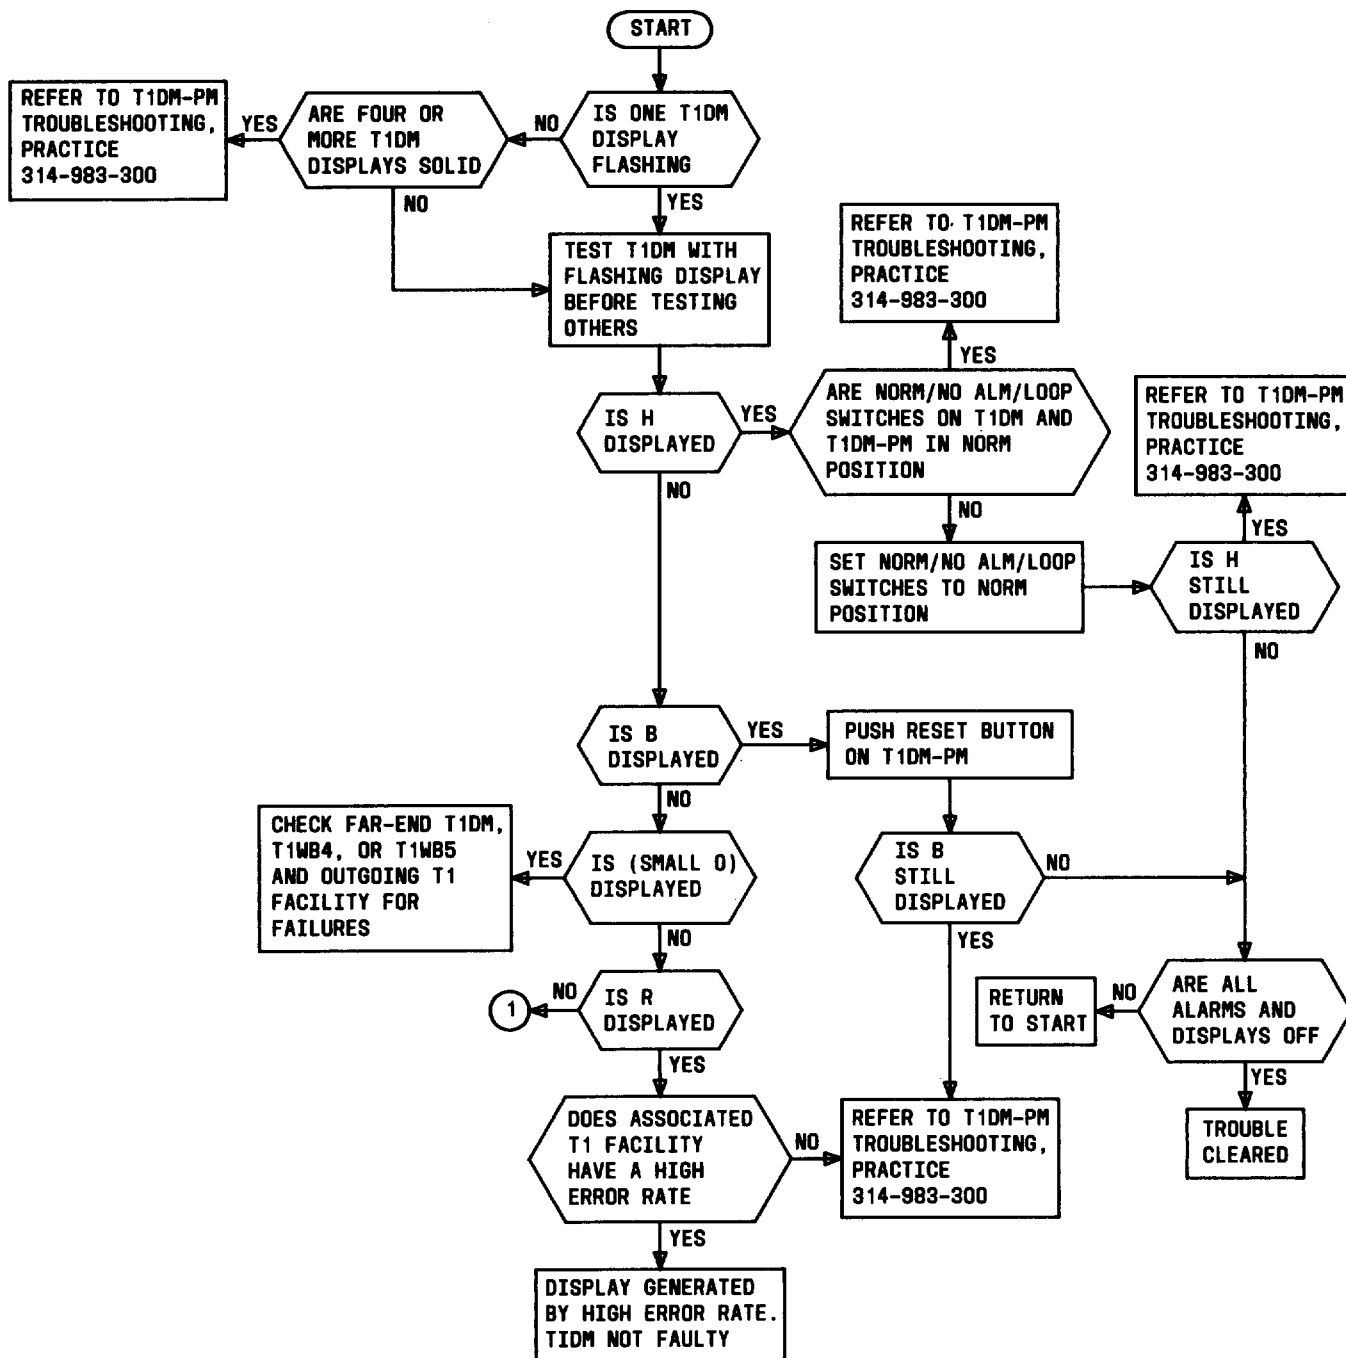 START
REFER TO T1DM-PM
TROUBLESHOOTING,
PRACTICE
314-983-300
YES
ARE FOUR OR
MORE T1DM
DISPLAYS SOLID
NO
IS ONE T1DM
DISPLAY
FLASHING
NO
YES
TEST T1DM WITH
FLASHING DISPLAY
BEFORE TESTING
OTHERS
REFER TO T1DM-PM
TROUBLESHOOTING,
PRACTICE
314-983-300
YES
IS H
DISPLAYED
YES
ARE NORM/NO ALM/LOOP
SWITCHES ON T1DM AND
T1DM-PM IN NORM
POSITION
REFER TO T1DM-PM
TROUBLESHOOTING,
PRACTICE
314-983-300
NO
NO
YES
SET NORM/NO ALM/LOOP
SWITCHES TO NORM
POSITION
IS H
STILL
DISPLAYED
NO
IS B
DISPLAYED
YES
PUSH RESET BUTTON
ON T1DM-PM
NO
CHECK FAR-END T1DM,
T1WB4, OR T1WB5
AND OUTGOING T1
FACILITY FOR
FAILURES
YES
IS (SMALL O)
DISPLAYED
IS B
STILL
DISPLAYED
NO
NO
YES
1
NO
IS R
DISPLAYED
RETURN
TO START
NO
ARE ALL
ALARMS AND
DISPLAYS OFF
YES
YES
DOES ASSOCIATED
T1 FACILITY
HAVE A HIGH
ERROR RATE
NO
REFER TO T1DM-PM
TROUBLESHOOTING,
PRACTICE
314-983-300
TROUBLE
CLEARED
YES
DISPLAY GENERATED
BY HIGH ERROR RATE.
TIDM NOT FAULTY